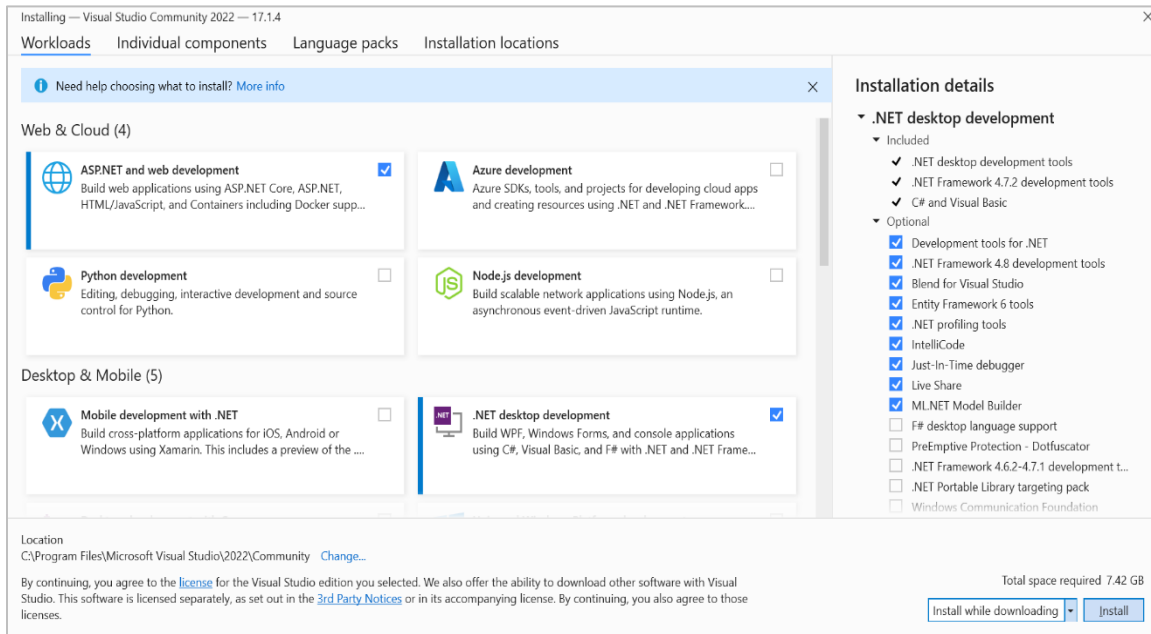 Installing — Visual Studio Community 2022 — 17.1.4
Workloads
Individual components
Language packs
Installation locations
Need help choosing what to install? More info
Web & Cloud (4)
ASP.NET and web development
Build web applications using ASP.NET Core, ASP.NET,
HTML/JavaScript, and Containers including Docker supp...
Azure development
Azure SDKs, tools, and projects for developing cloud apps
and creating resources using .NET and .NET Framework....
Python development
Editing, debugging, interactive development and source
control for Python.
JS
Node.js development
Build scalable network applications using Node.js, an
asynchronous event-driven JavaScript runtime.
Desktop & Mobile (5)
Mobile development with .NET
Build cross-platform applications for iOS, Android or
Windows using Xamarin. This includes a preview of the ....
.NET
.NET desktop development
Build WPF, Windows Forms, and console applications
using C#, Visual Basic, and F# with .NET and .NET Frame...
Installation details
.NET desktop development
Included
.NET desktop development tools
.NET Framework 4.7.2 development tools
C# and Visual Basic
Optional
Development tools for .NET
.NET Framework 4.8 development tools
Blend for Visual Studio
Entity Framework 6 tools
.NET profiling tools
IntelliCode
Just-In-Time debugger
Live Share
ML.NET Model Builder
F# desktop language support
PreEmptive Protection - Dotfuscator
.NET Framework 4.6.2-4.7.1 development t...
.NET Portable Library targeting pack
Windows Communication Foundation
Location
C:\Program Files\Microsoft Visual Studio\2022\Community Change...
By continuing, you agree to the license for the Visual Studio edition you selected. We also offer the ability to download other software with Visual
Studio. This software is licensed separately, as set out in the 3rd Party Notices or in its accompanying license. By continuing, you also agree to those
licenses.
Total space required 7.42 GB
Install while downloading
Install